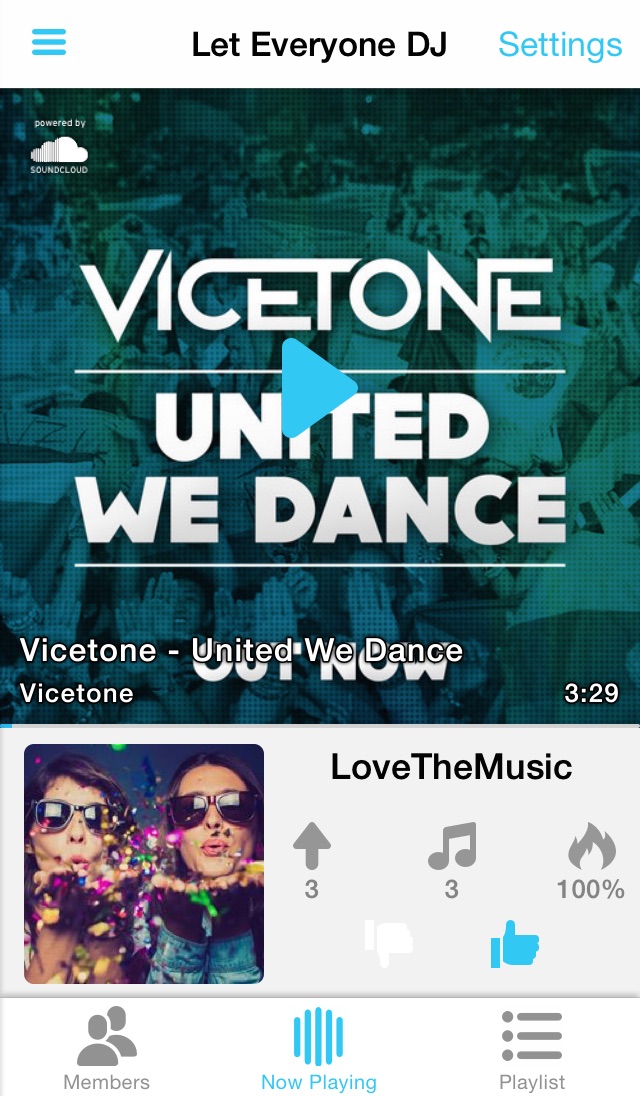 Let Everyone DJ
Settings
powered by
SOUNDCLOUD
VICETONE
UNITED
WE DANCE
OUT NOW
Vicetone - United We Dance
Vicetone
3:29
LoveTheMusic
3
3
100%
Members
Now Playing
Playlist